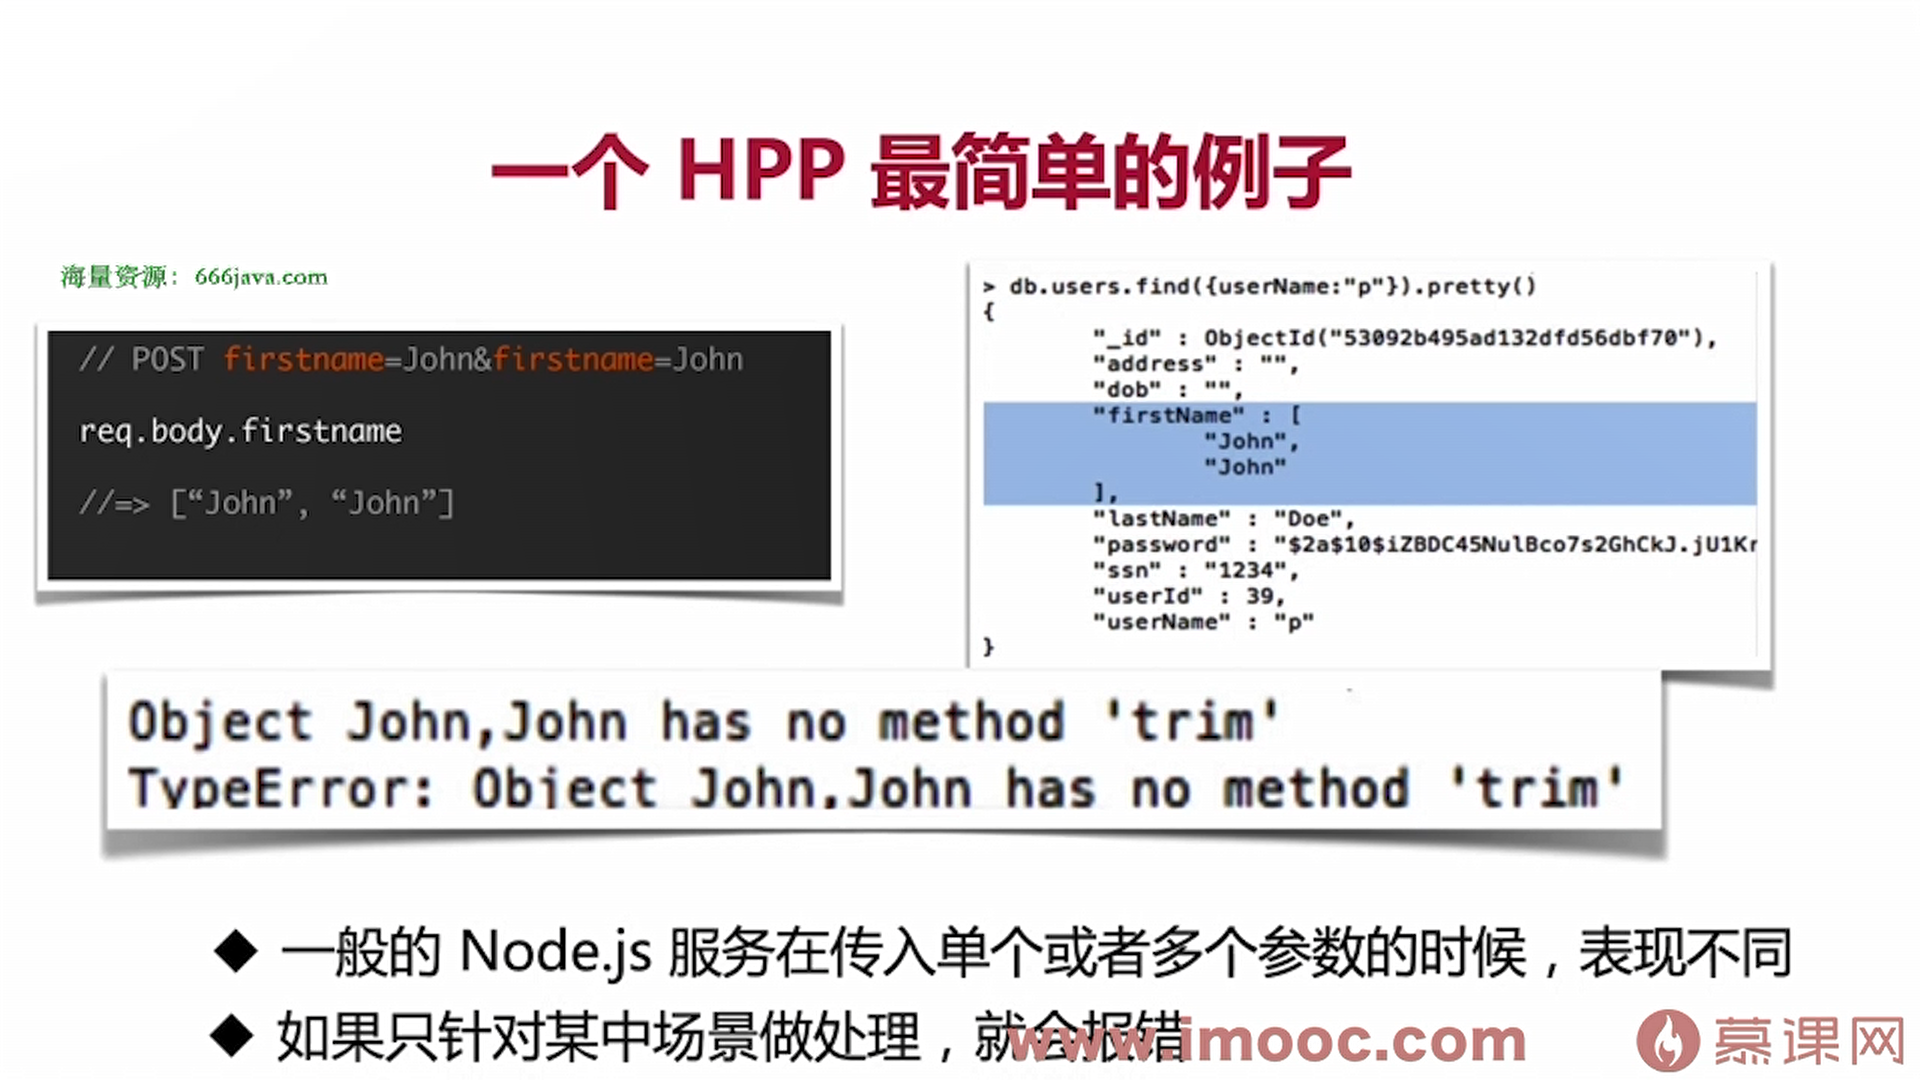 一个 HPP 最简单的例子
海量资源：666java.com
// POST firstname=John&firstname=John
req.body.firstname
//=> [“John”, “John”]
> db.users.find({userName:"p"}).pretty()
{
"_id" : ObjectId("53092b495ad132dfd56dbf70"),
"address" : "",
"dob" : "",
"firstName" : [
"John",
"John"
],
"lastName" : "Doe",
"password" : "$2a$10$iZBDC45NulBco7s2GhCkJ.jU1Kr
"ssn" : "1234",
"userId" : 39,
"userName" : "p"
}
Object John,John has no method 'trim'
TypeError: Object John,John has no method 'trim'
◆ 一般的 Node.js 服务在传入单个或者多个参数的时候，表现不同
◆ 如果只针对某中场景做处理，就会报错
www.imooc.com
慕课网